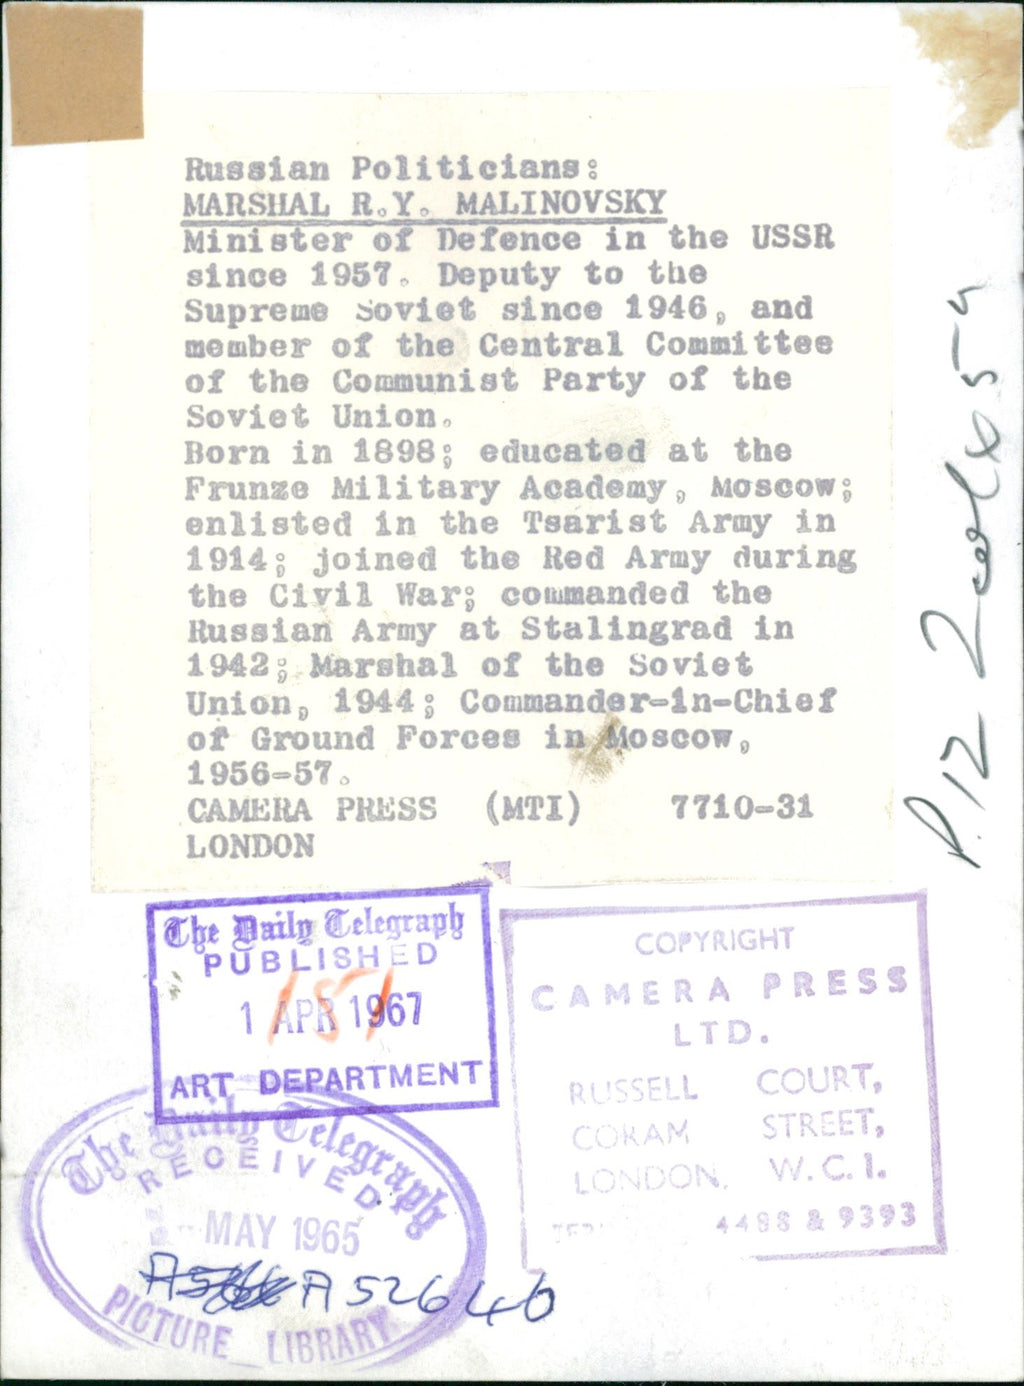 Russian Politicians:
MARSHAL R.Y. MALINOVSKY
Minister of Defence in the USSR
since 1957. Deputy to the
Supreme Soviet since 1946, and
member of the Central Committee
of the Communist Party of the
Soviet Union.
Born in 1898; educated at the
Frunze Military Academy, Moscow;
enlisted in the Tsarist Army in
1914; joined the Red Army during
the Civil War; commanded the
Russian Army at Stalingrad in
1942; Marshal of the Soviet
Union, 1944; Commander-in-Chief
of Ground Forces in Moscow,
1956-57.
CAMERA PRESS (MTI) 7710-31
LONDON
P.12
The Daily Telegraph
PUBLISHED
1 APR 1967
151
ART DEPARTMENT
COPYRIGHT
CAMERA PRESS
LTD.
RUSSELL COURT,
CORAM STREET,
LONDON, W.C.1.
4488 & 9393
The Daily Telegraph
RECEIVED
MAY 1965
A52646
PICTURE LIBRARY